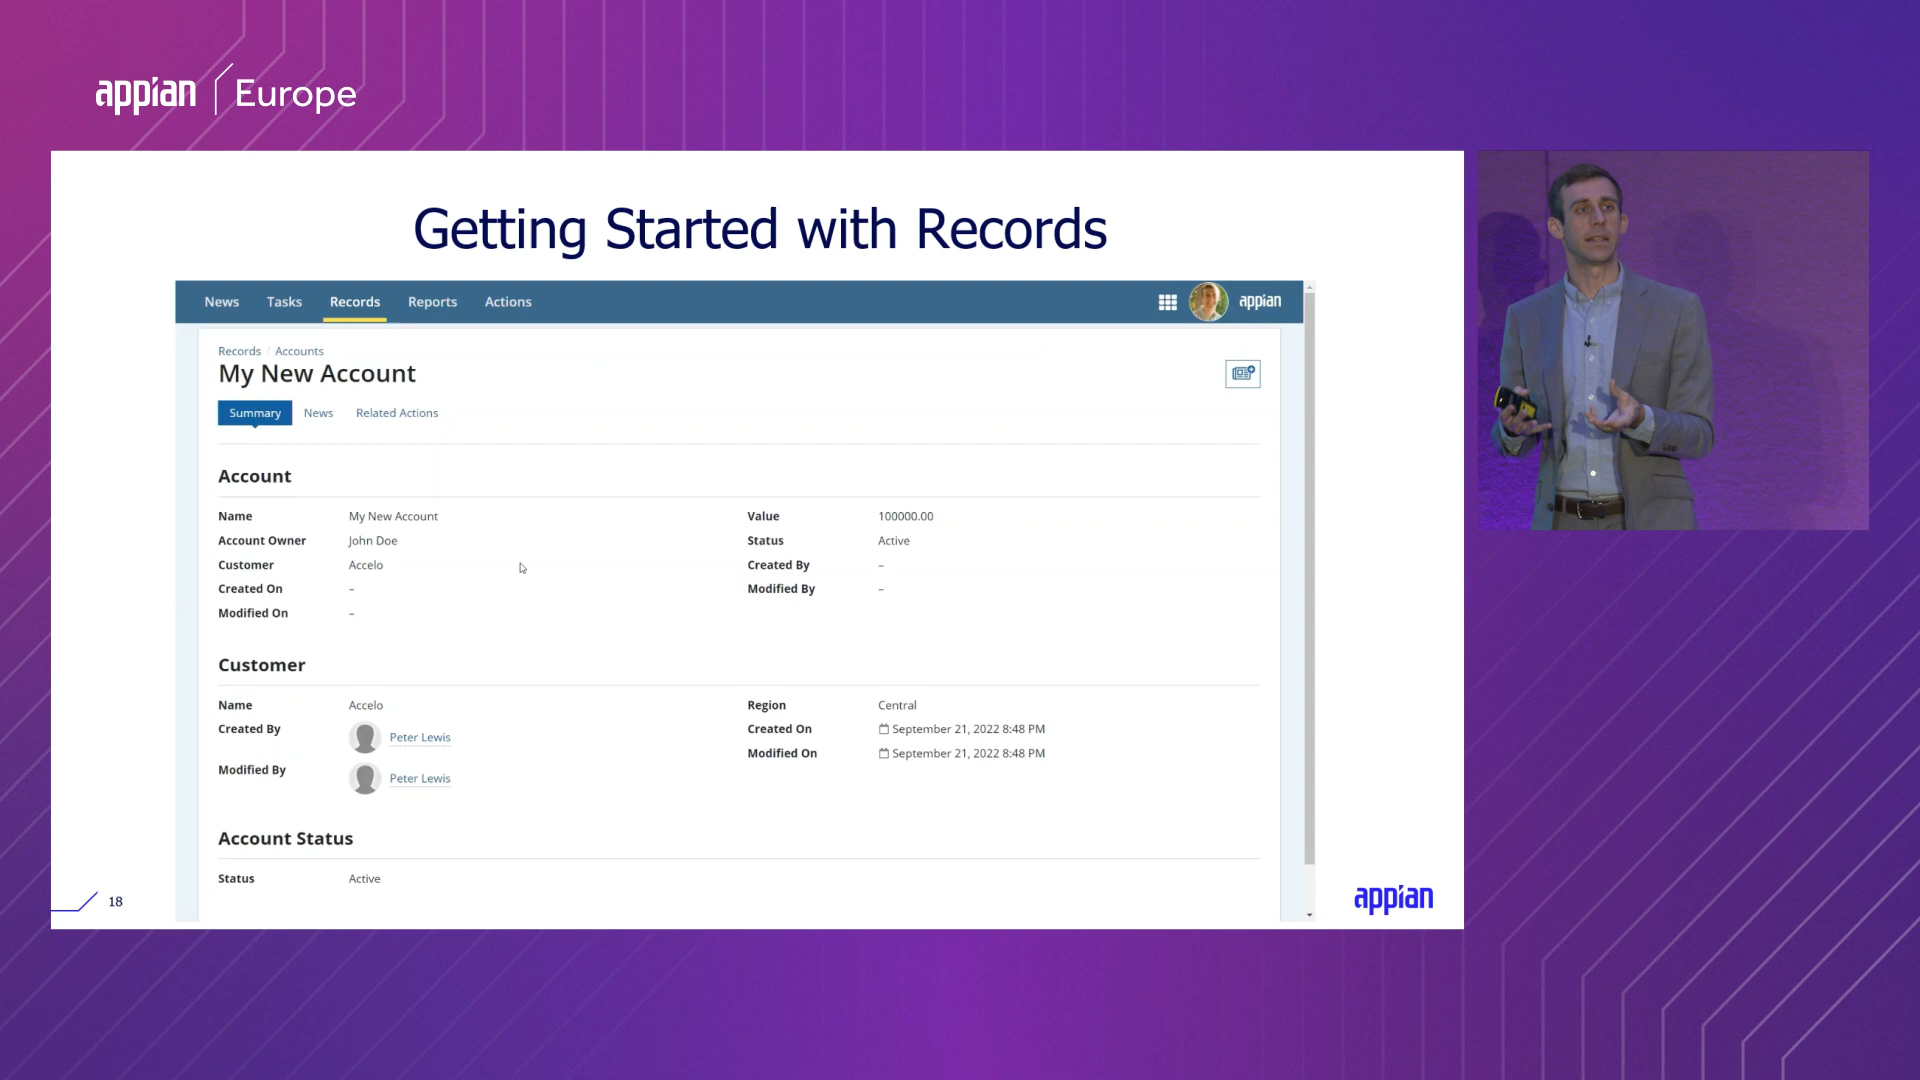 appian Europe
Getting Started with Records
News Tasks Records Reports Actions appian
Records / Accounts
My New Account
Summary News Related Actions
Account
Name My New Account Value 100000.00
Account Owner John Doe Status Active
Customer Accelo Created By –
Created On – Modified By –
Modified On –
Customer
Name Accelo Region Central
Created By Peter Lewis Created On September 21, 2022 8:48 PM
Modified By Peter Lewis Modified On September 21, 2022 8:48 PM
Account Status
Status Active
18 appian